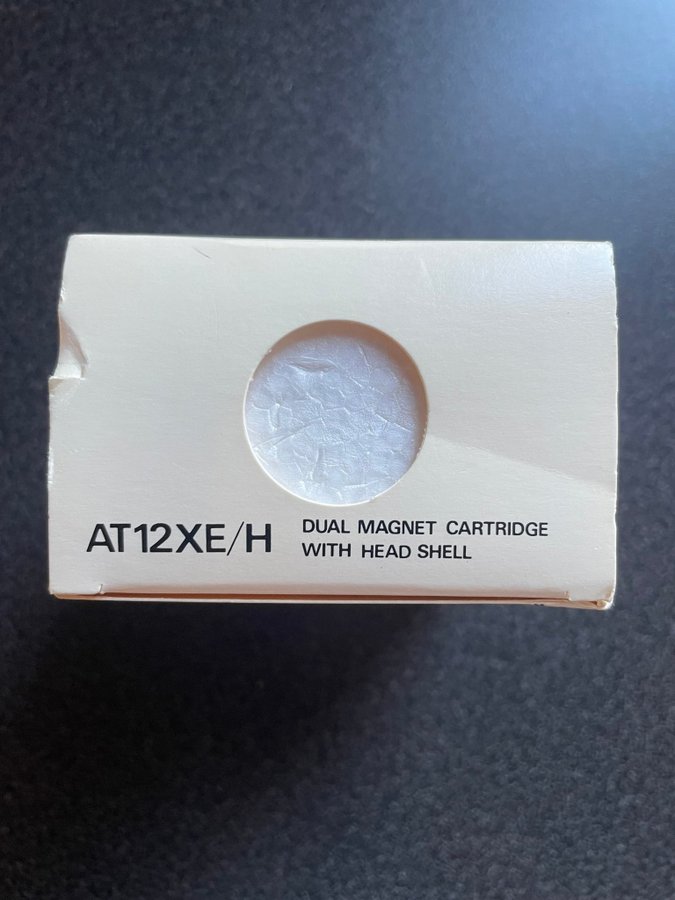 AT12XE/H
DUAL MAGNET CARTRIDGE
WITH HEAD SHELL